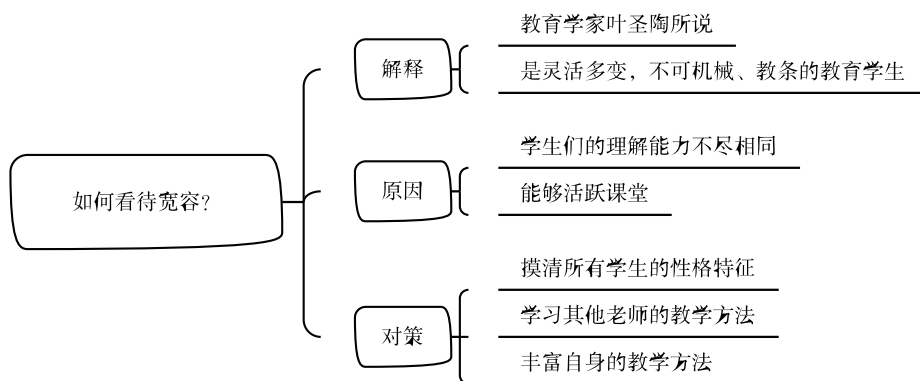 教育学家叶圣陶所说
解释
是灵活多变，不可机械、教条的教育学生
学生们的理解能力不尽相同
如何看待宽容？
原因
能够活跃课堂
摸清所有学生的性格特征
对策
学习其他老师的教学方法
丰富自身的教学方法